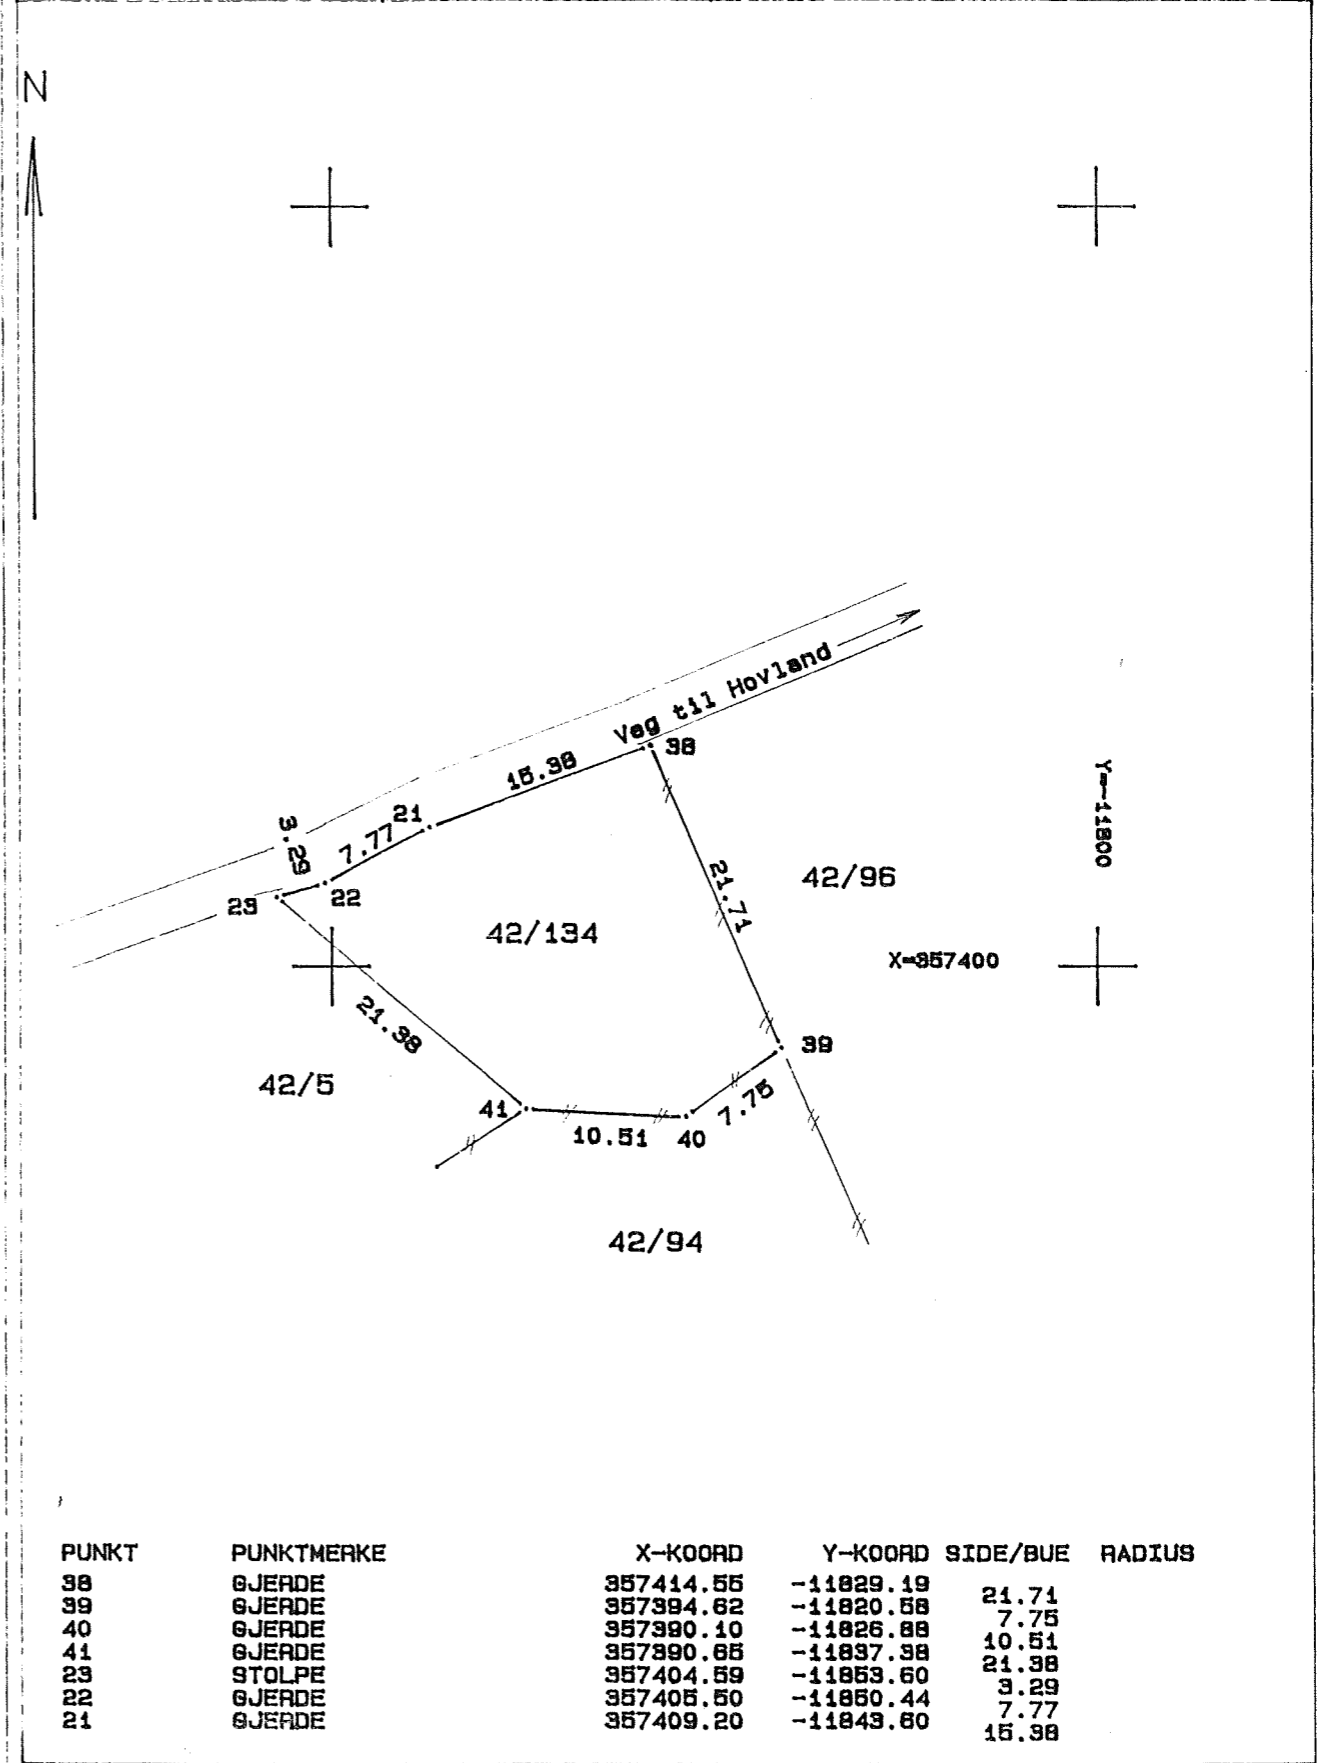 N
Veg til Hovland
38
15.38
21
3.29
7.77
Y=-11800
21.71
42/96
22
23
42/134
X=357400
21.38
39
42/5
7.75
41
10.51
40
42/94
PUNKT PUNKTMERKE X-KOORD Y-KOORD SIDE/BUE RADIUS
38 GJERDE 357414.55 -11829.19
21.71
39 GJERDE 357394.62 -11820.58
7.75
40 GJERDE 357390.10 -11826.88
10.51
41 GJERDE 357390.65 -11837.38
21.38
23 STOLPE 357404.59 -11853.60
3.29
22 GJERDE 357405.50 -11850.44
7.77
21 GJERDE 357409.20 -11843.60
15.38